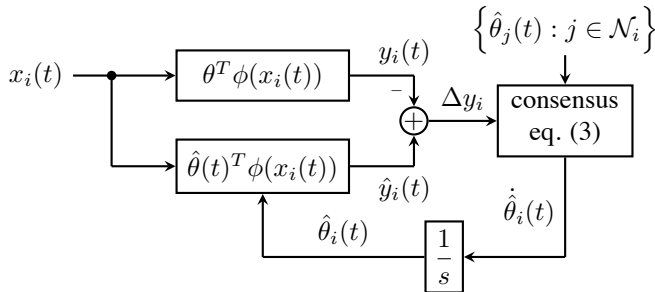 {θ̂_j(t) : j ∈ 𝒩_i}
x_i(t)
θ^T ϕ(x_i(t))
y_i(t)
–
+
Δy_i
consensus
eq. (3)
θ̂(t)^T ϕ(x_i(t))
ŷ_i(t)
θ̂_i(t)
1
s
θ̂̇_i(t)